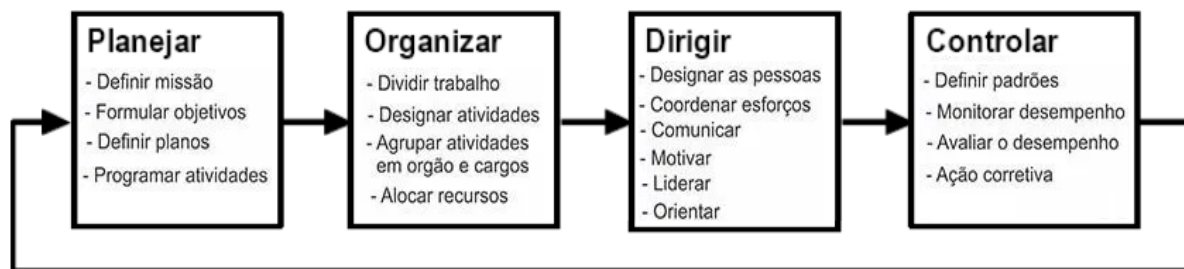 Planejar
- Definir missão
- Formular objetivos
- Definir planos
- Programar atividades
Organizar
- Dividir trabalho
- Designar atividades
- Agrupar atividades
em orgão e cargos
- Alocar recursos
Dirigir
- Designar as pessoas
- Coordenar esforços
- Comunicar
- Motivar
- Liderar
- Orientar
Controlar
- Definir padrões
- Monitorar desempenho
- Avaliar o desempenho
- Ação corretiva